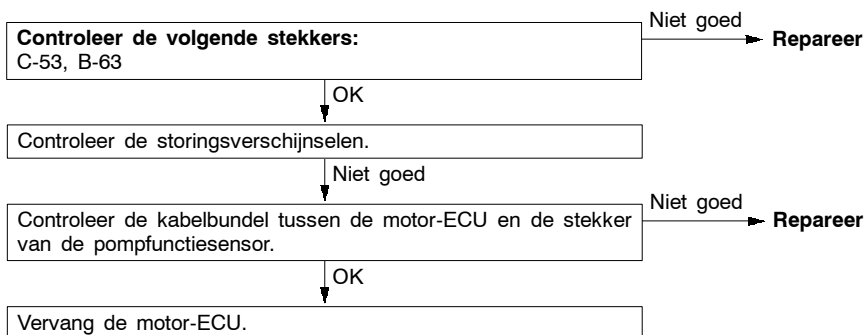 Niet goed
Controleer de volgende stekkers:
C-53, B-63
Repareer
OK
Controleer de storingsverschijnselen.
Niet goed
Niet goed
Controleer de kabelbundel tussen de motor-ECU en de stekker
van de pompfunctiesensor.
Repareer
OK
Vervang de motor-ECU.